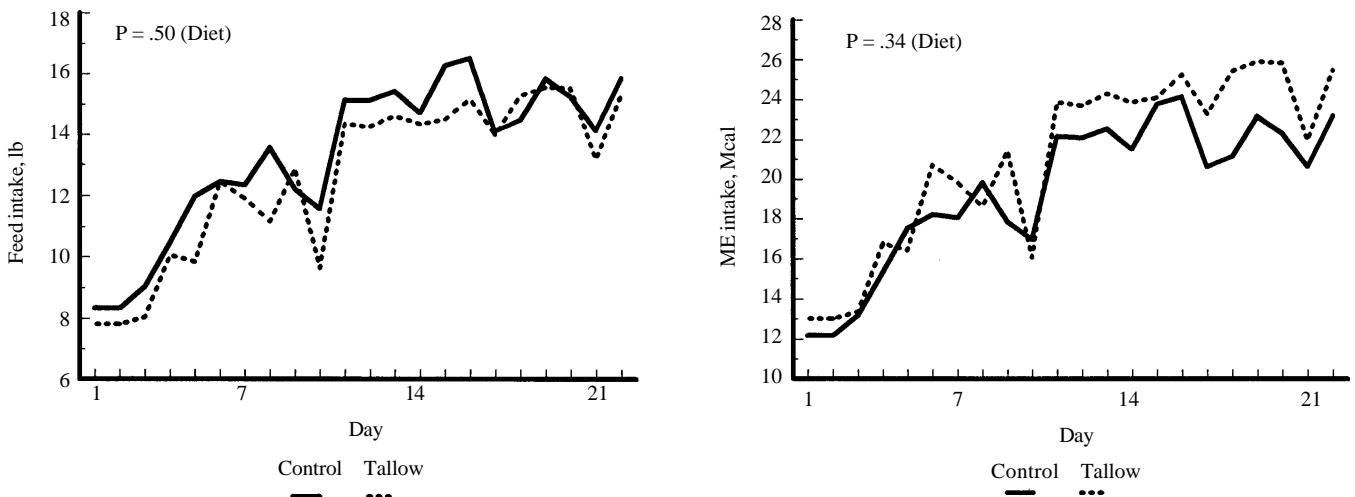 P = .50 (Diet)
Feed intake, lb
18
16
14
12
10
8
6
1 7 14 21
Day
Control Tallow
P = .34 (Diet)
ME intake, Mcal
28
26
24
22
20
18
16
14
12
10
1 7 14 21
Day
Control Tallow